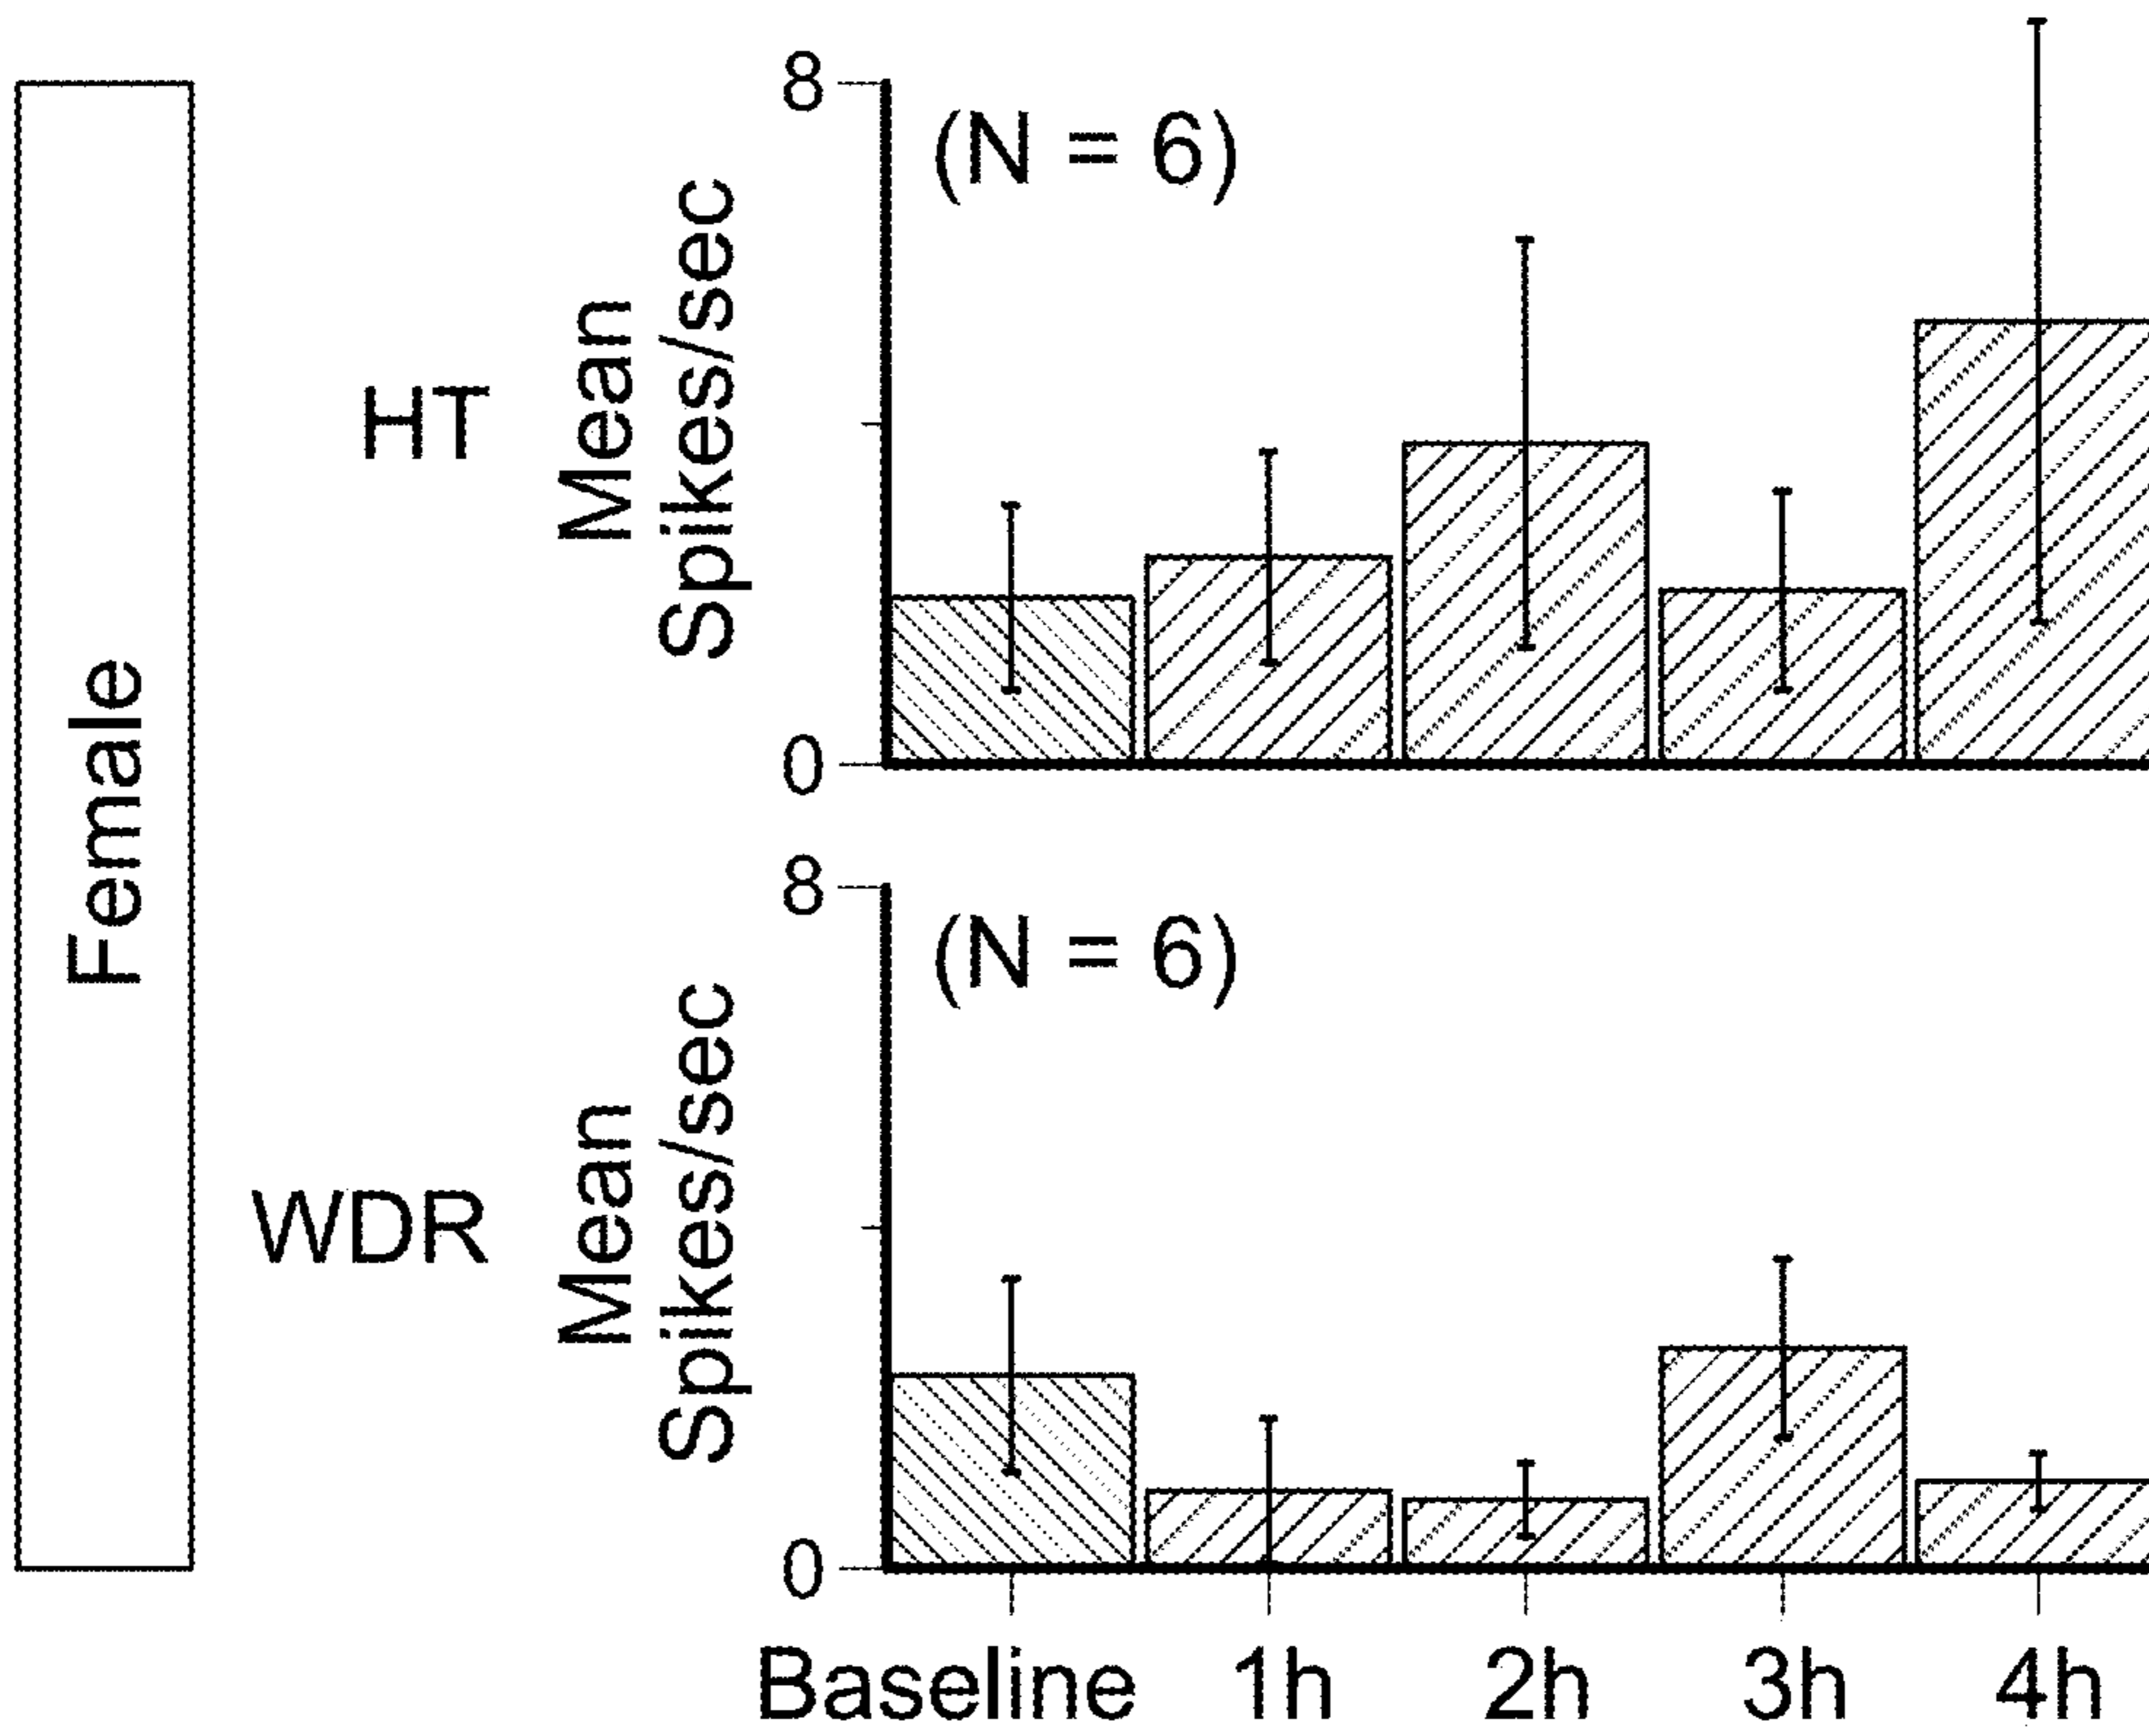 Female
HT
Mean
Spikes/sec
8
0
(N = 6)
WDR
Mean
Spikes/sec
8
0
(N = 6)
Baseline 1h 2h 3h 4h